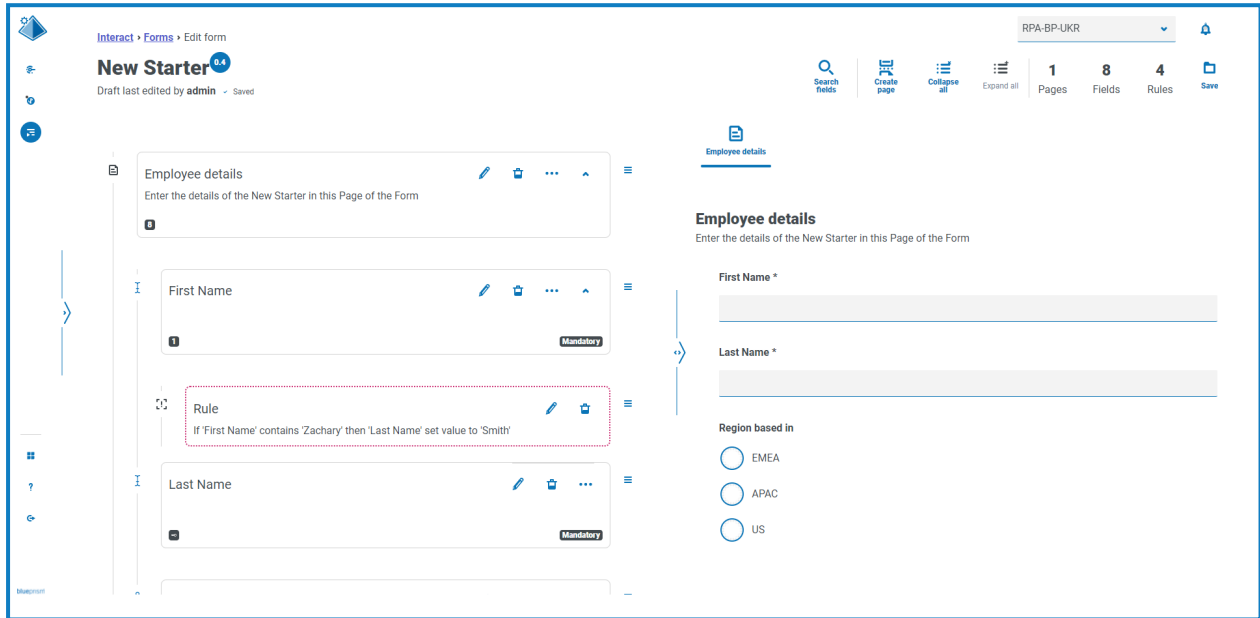 RPA-BP-UKR
Interact › Forms › Edit form
New Starter 0.4
Draft last edited by admin ✓ Saved
Search fields
Create page
Collapse all
Expand all
1 Pages
8 Fields
4 Rules
Save
Employee details
Employee details
Enter the details of the New Starter in this Page of the Form
8
First Name
1
Mandatory
Rule
If 'First Name' contains 'Zachary' then 'Last Name' set value to 'Smith'
Last Name
Mandatory
Employee details
Enter the details of the New Starter in this Page of the Form
First Name *
Last Name *
Region based in
EMEA
APAC
US
?
blueprism